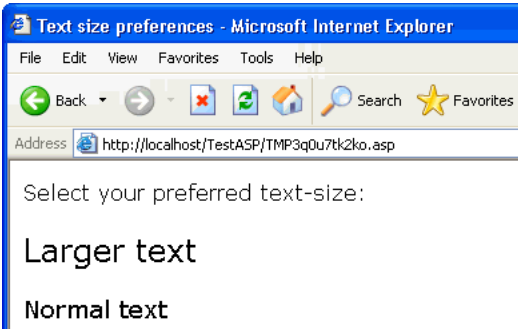 Text size preferences - Microsoft Internet Explorer
File Edit View Favorites Tools Help
Back Search Favorites
Address http://localhost/TestASP/TMP3q0u7tk2ko.asp
Select your preferred text-size:
Larger text
Normal text